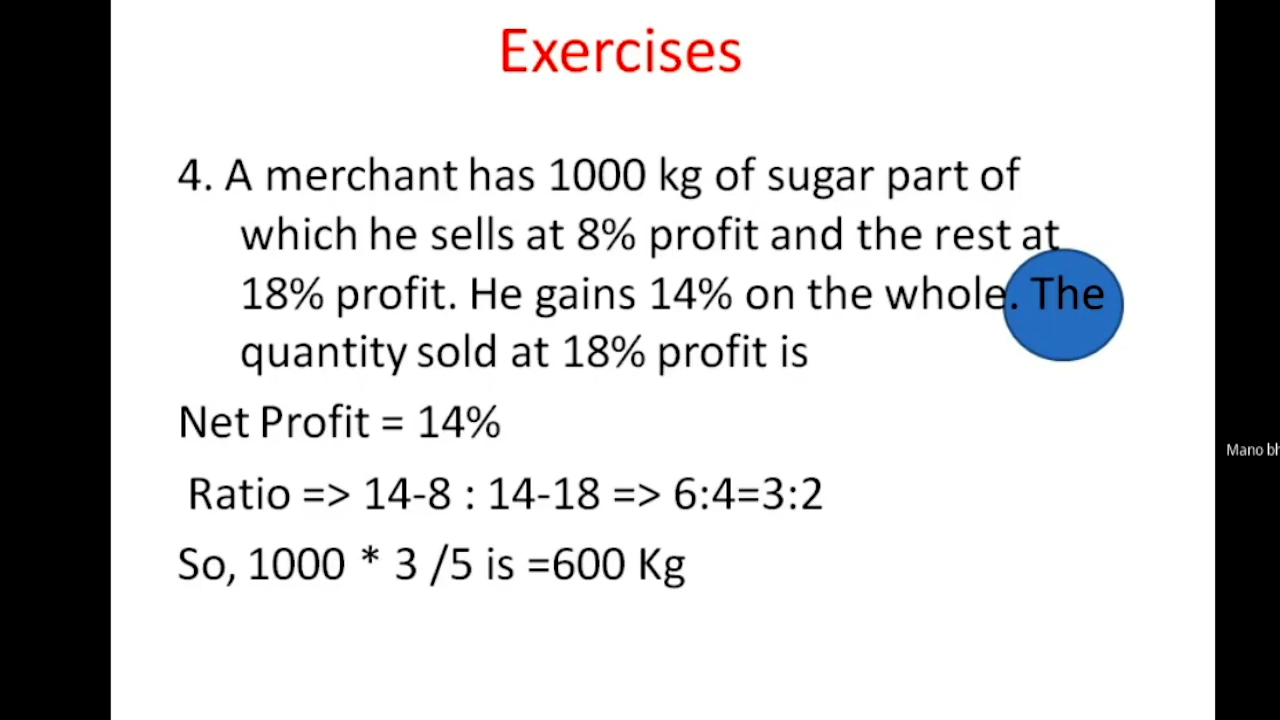 Exercises
4. A merchant has 1000 kg of sugar part of
which he sells at 8% profit and the rest at
18% profit. He gains 14% on the whole. The
quantity sold at 18% profit is
Net Profit = 14%
Mano bh
Ratio => 14-8 : 14-18 => 6:4=3:2
So, 1000 * 3 /5 is =600 Kg